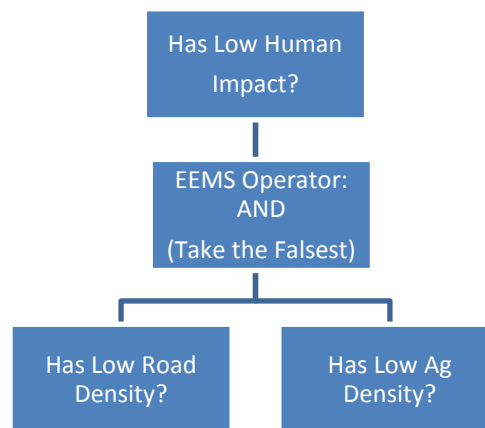 Has Low Human
Impact?
EEMS Operator:
AND
(Take the Falsest)
Has Low Road
Density?
Has Low Ag
Density?